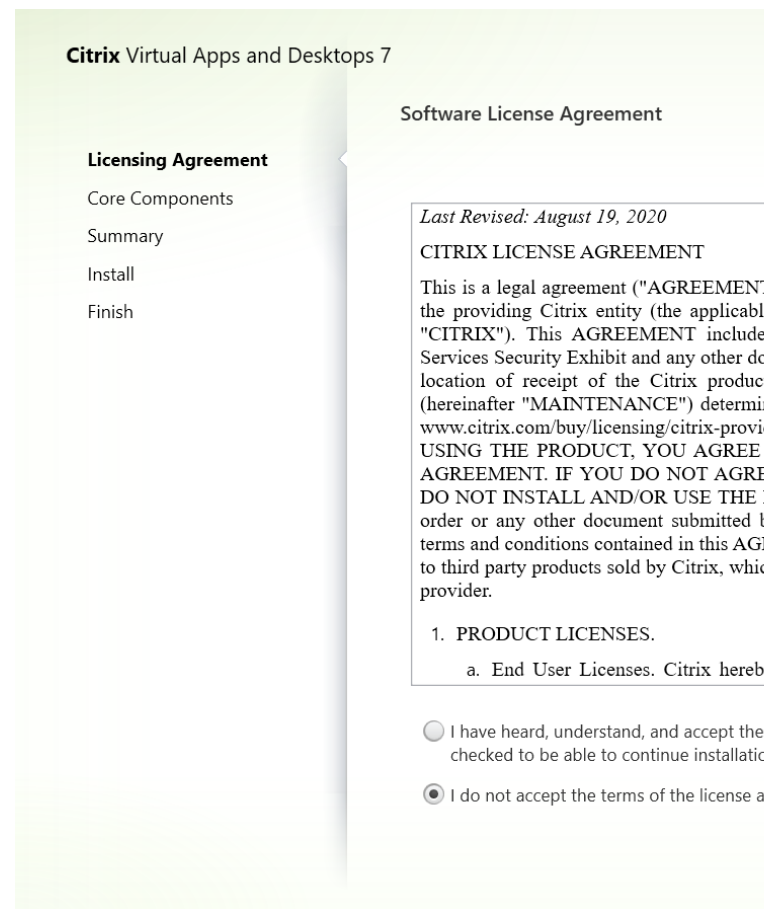 Citrix Virtual Apps and Desktops 7
Software License Agreement
Licensing Agreement
Core Components
Summary
Install
Finish
Last Revised: August 19, 2020
CITRIX LICENSE AGREEMENT
This is a legal agreement ("AGREEMENT
the providing Citrix entity (the applicabl
"CITRIX"). This AGREEMENT include
Services Security Exhibit and any other do
location of receipt of the Citrix produc
(hereinafter "MAINTENANCE") determi
www.citrix.com/buy/licensing/citrix-provi
USING THE PRODUCT, YOU AGREE
AGREEMENT. IF YOU DO NOT AGRE
DO NOT INSTALL AND/OR USE THE
order or any other document submitted b
terms and conditions contained in this AG
to third party products sold by Citrix, whic
provider.
1. PRODUCT LICENSES.
a. End User Licenses. Citrix hereb
I have heard, understand, and accept the
checked to be able to continue installatio
I do not accept the terms of the license a